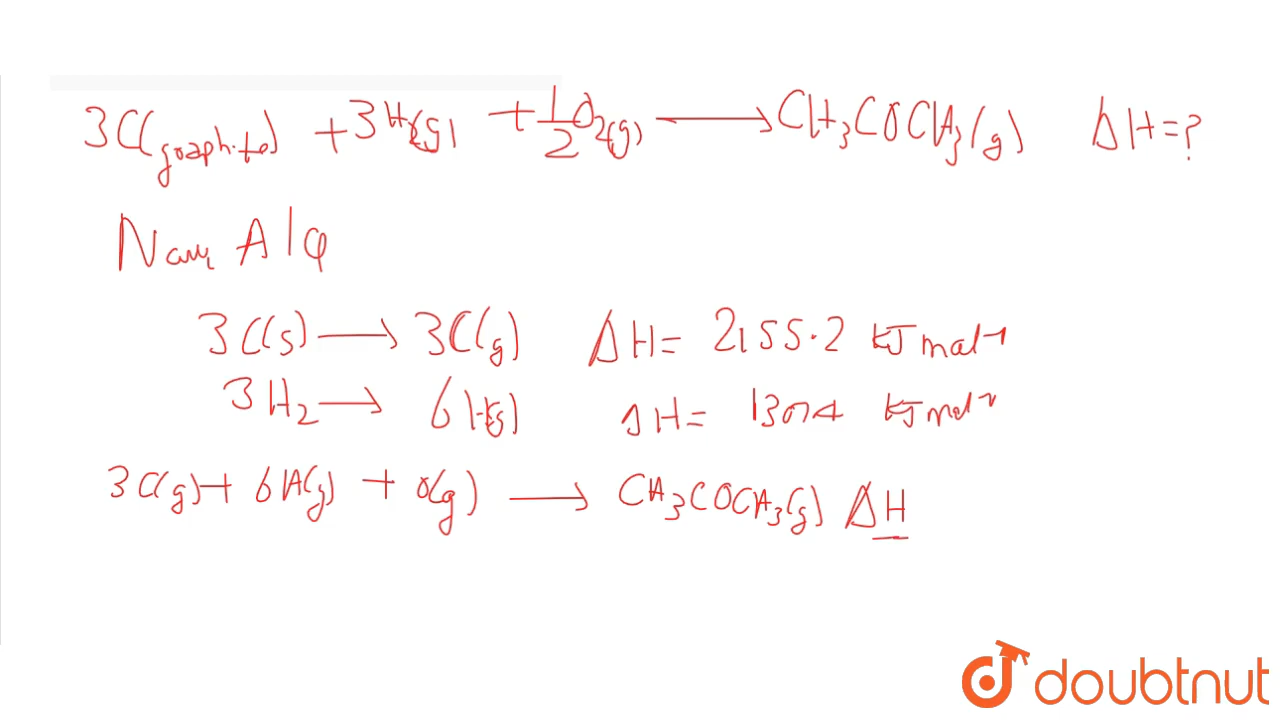 3C(graphite) + 3H₂(g) + 1/2 O₂(g) ⟶ CH₃COCH₃(g) ΔH = ?
A/q
3C(s) ⟶ 3C(g) ΔH = 2155.2 kJ mol⁻¹
3H₂ ⟶ 6H(g) ΔH = 1307.4 kJ mol⁻¹
3C(g) + 6H(g) + O(g) ⟶ CH₃COCH₃(g) ΔH
doubtnut